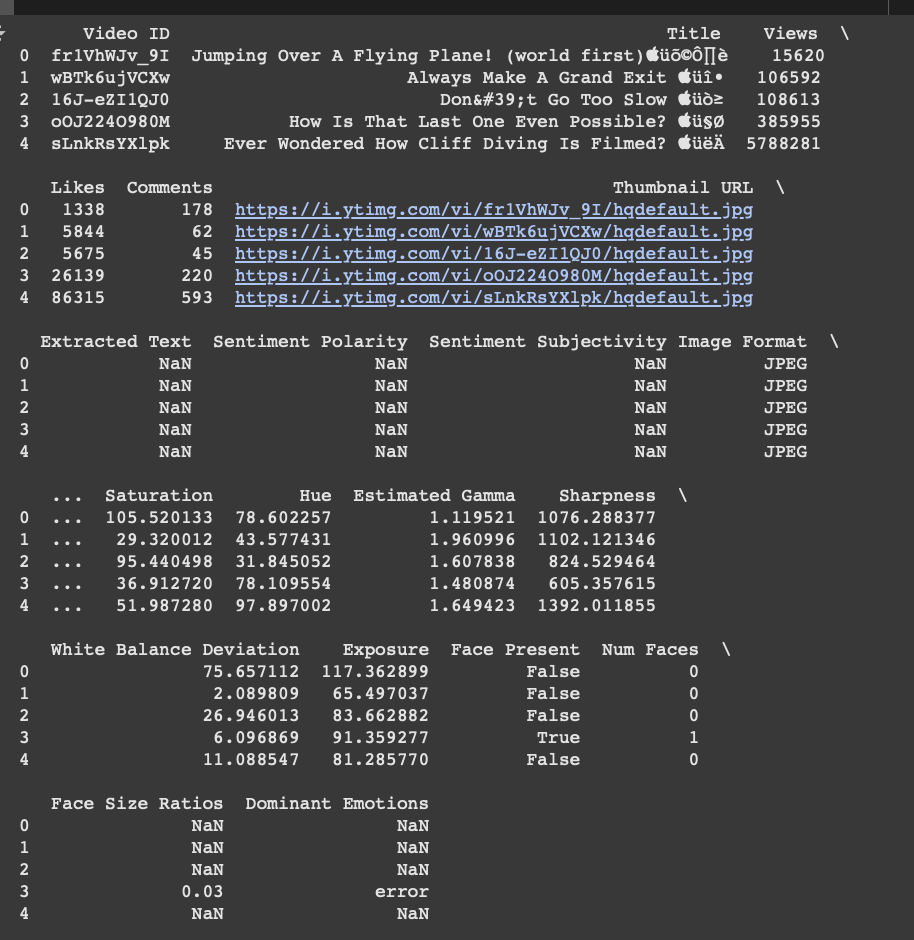 Video ID Title Views \
0 fr1VhWJv_9I Jumping Over A Flying Plane! (world first)üõ©Ô∏è 15620
1 wBTk6ujVCXw Always Make A Grand Exit üî• 106592
2 16J-eZI1QJ0 Don&#39;t Go Too Slow üò≥ 108613
3 oOJ224O980M How Is That Last One Even Possible? ü§Ø 385955
4 sLnkRsYXlpk Ever Wondered How Cliff Diving Is Filmed? üëÄ 5788281
Likes Comments Thumbnail URL \
0 1338 178 https://i.ytimg.com/vi/fr1VhWJv_9I/hqdefault.jpg
1 5844 62 https://i.ytimg.com/vi/wBTk6ujVCXw/hqdefault.jpg
2 5675 45 https://i.ytimg.com/vi/16J-eZI1QJ0/hqdefault.jpg
3 26139 220 https://i.ytimg.com/vi/oOJ224O980M/hqdefault.jpg
4 86315 593 https://i.ytimg.com/vi/sLnkRsYXlpk/hqdefault.jpg
Extracted Text Sentiment Polarity Sentiment Subjectivity Image Format \
0 NaN NaN NaN JPEG
1 NaN NaN NaN JPEG
2 NaN NaN NaN JPEG
3 NaN NaN NaN JPEG
4 NaN NaN NaN JPEG
... Saturation Hue Estimated Gamma Sharpness \
0 ... 105.520133 78.602257 1.119521 1076.288377
1 ... 29.320012 43.577431 1.960996 1102.121346
2 ... 95.440498 31.845052 1.607838 824.529464
3 ... 36.912720 78.109554 1.480874 605.357615
4 ... 51.987280 97.897002 1.649423 1392.011855
White Balance Deviation Exposure Face Present Num Faces \
0 75.657112 117.362899 False 0
1 2.089809 65.497037 False 0
2 26.946013 83.662882 False 0
3 6.096869 91.359277 True 1
4 11.088547 81.285770 False 0
Face Size Ratios Dominant Emotions
0 NaN NaN
1 NaN NaN
2 NaN NaN
3 0.03 error
4 NaN NaN